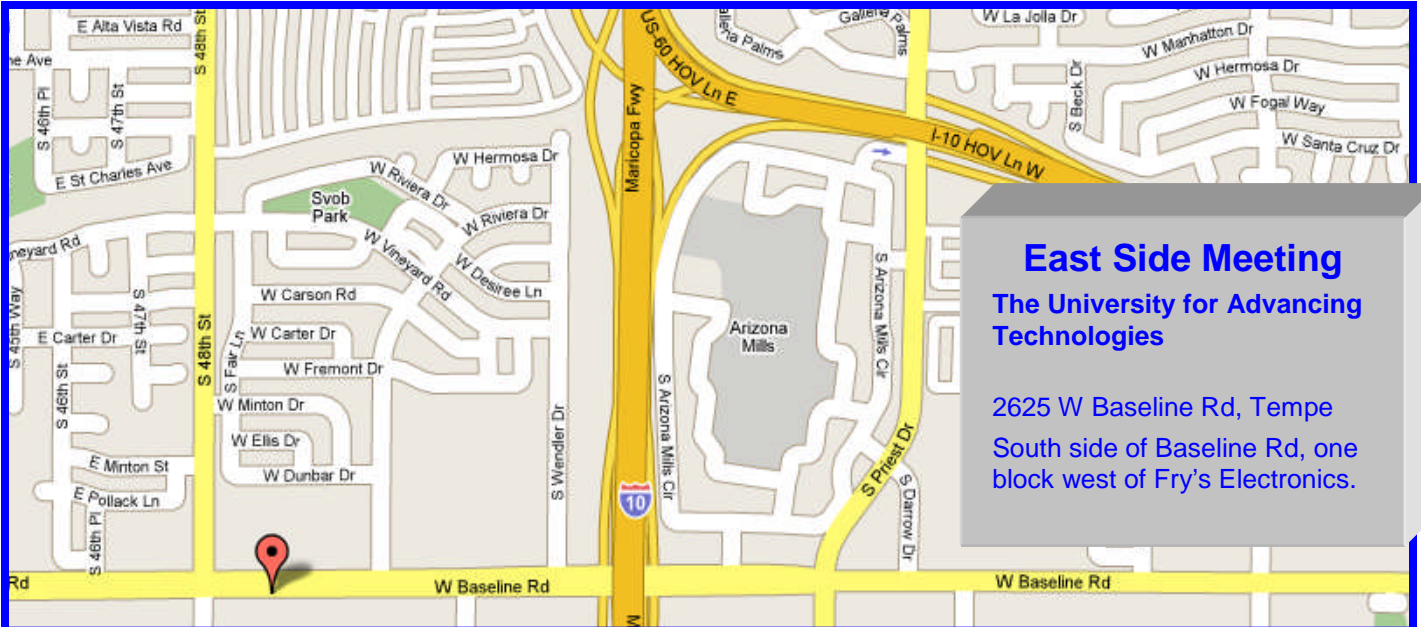 E Alta Vista Rd
S 48th St
US-60 HOV Ln E
Galleria Palms
W La Jolla Dr
W Manhatton Dr
W Hermosa Dr
S Beck Dr
W Fogal Way
W Santa Cruz Dr
S 46th Pl
S 47th St
E St Charles Ave
Maricopa Fwy
I-10 HOV Ln W
W Hermosa Dr
W Riviera Dr
Svob
Park
W Riviera Dr
W Vineyard Rd
W Desiree Ln
W Carson Rd
S 47th St
S 45th Way
E Carter Dr
S 48th St
S Fair Ln
W Carter Dr
W Fremont Dr
S 46th St
W Minton Dr
W Ellis Dr
W Dunbar Dr
E Minton St
E Pollack Ln
S 46th Pl
S Wendler Dr
S Arizona Mills Cir
Arizona
Mills
S Arizona Mills Cir
S Priest Dr
S Darrow Dr
10
Rd
W Baseline Rd
W Baseline Rd
East Side Meeting
The University for Advancing
Technologies
2625 W Baseline Rd, Tempe
South side of Baseline Rd, one
block west of Fry's Electronics.